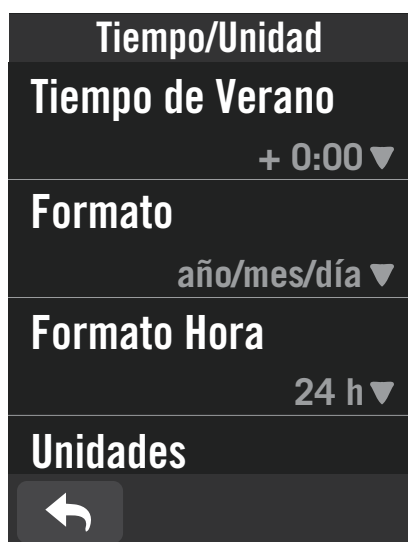 Tiempo/Unidad
Tiempo de Verano
+ 0:00
Formato
año/mes/día
Formato Hora
24 h
Unidades